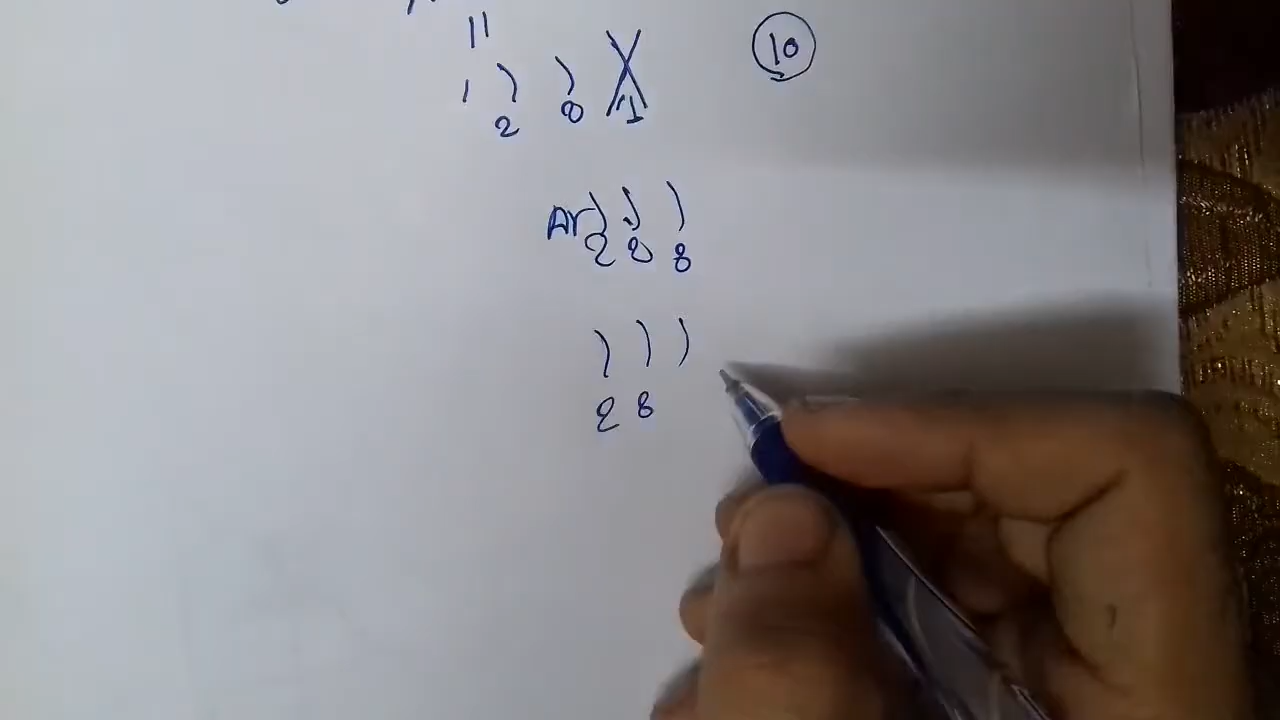 11
10
) ) )
2 8 1
Ar ) ) )
2 8 8
) ) )
2 8